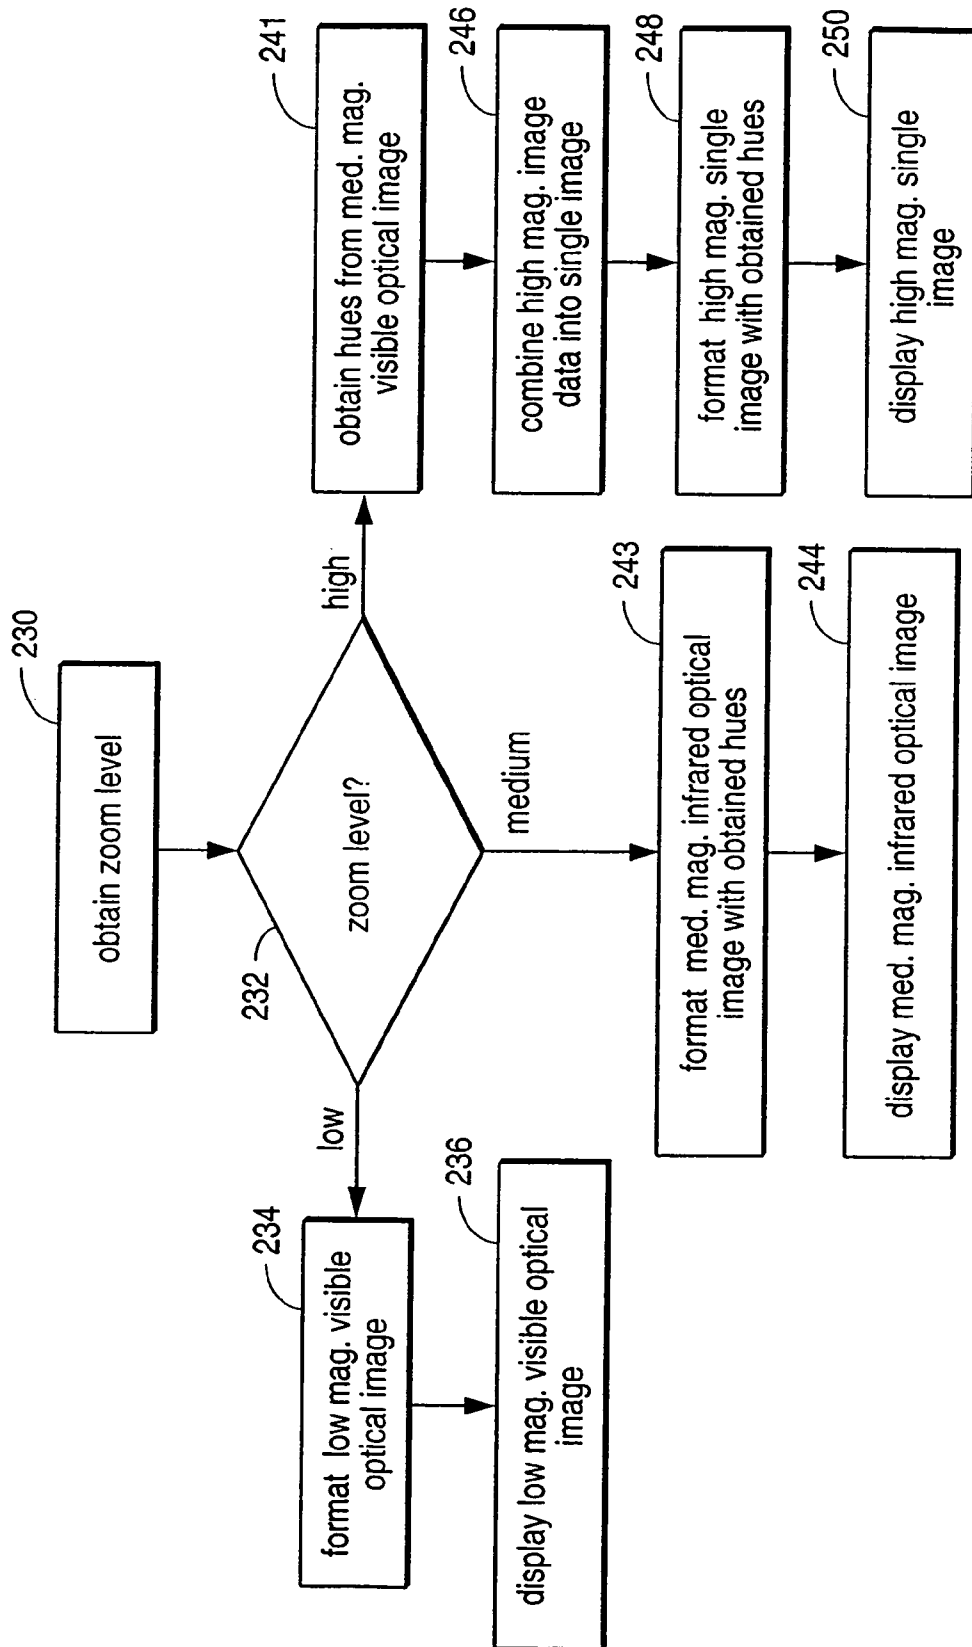 230
obtain zoom level
232
zoom level?
low
medium
high
234
format low mag. visible
optical image
236
display low mag. visible optical
image
243
format med. mag. infrared optical
image with obtained hues
244
display med. mag. infrared optical image
241
obtain hues from med. mag.
visible optical image
246
combine high mag. image
data into single image
248
format high mag. single
image with obtained hues
250
display high mag. single
image